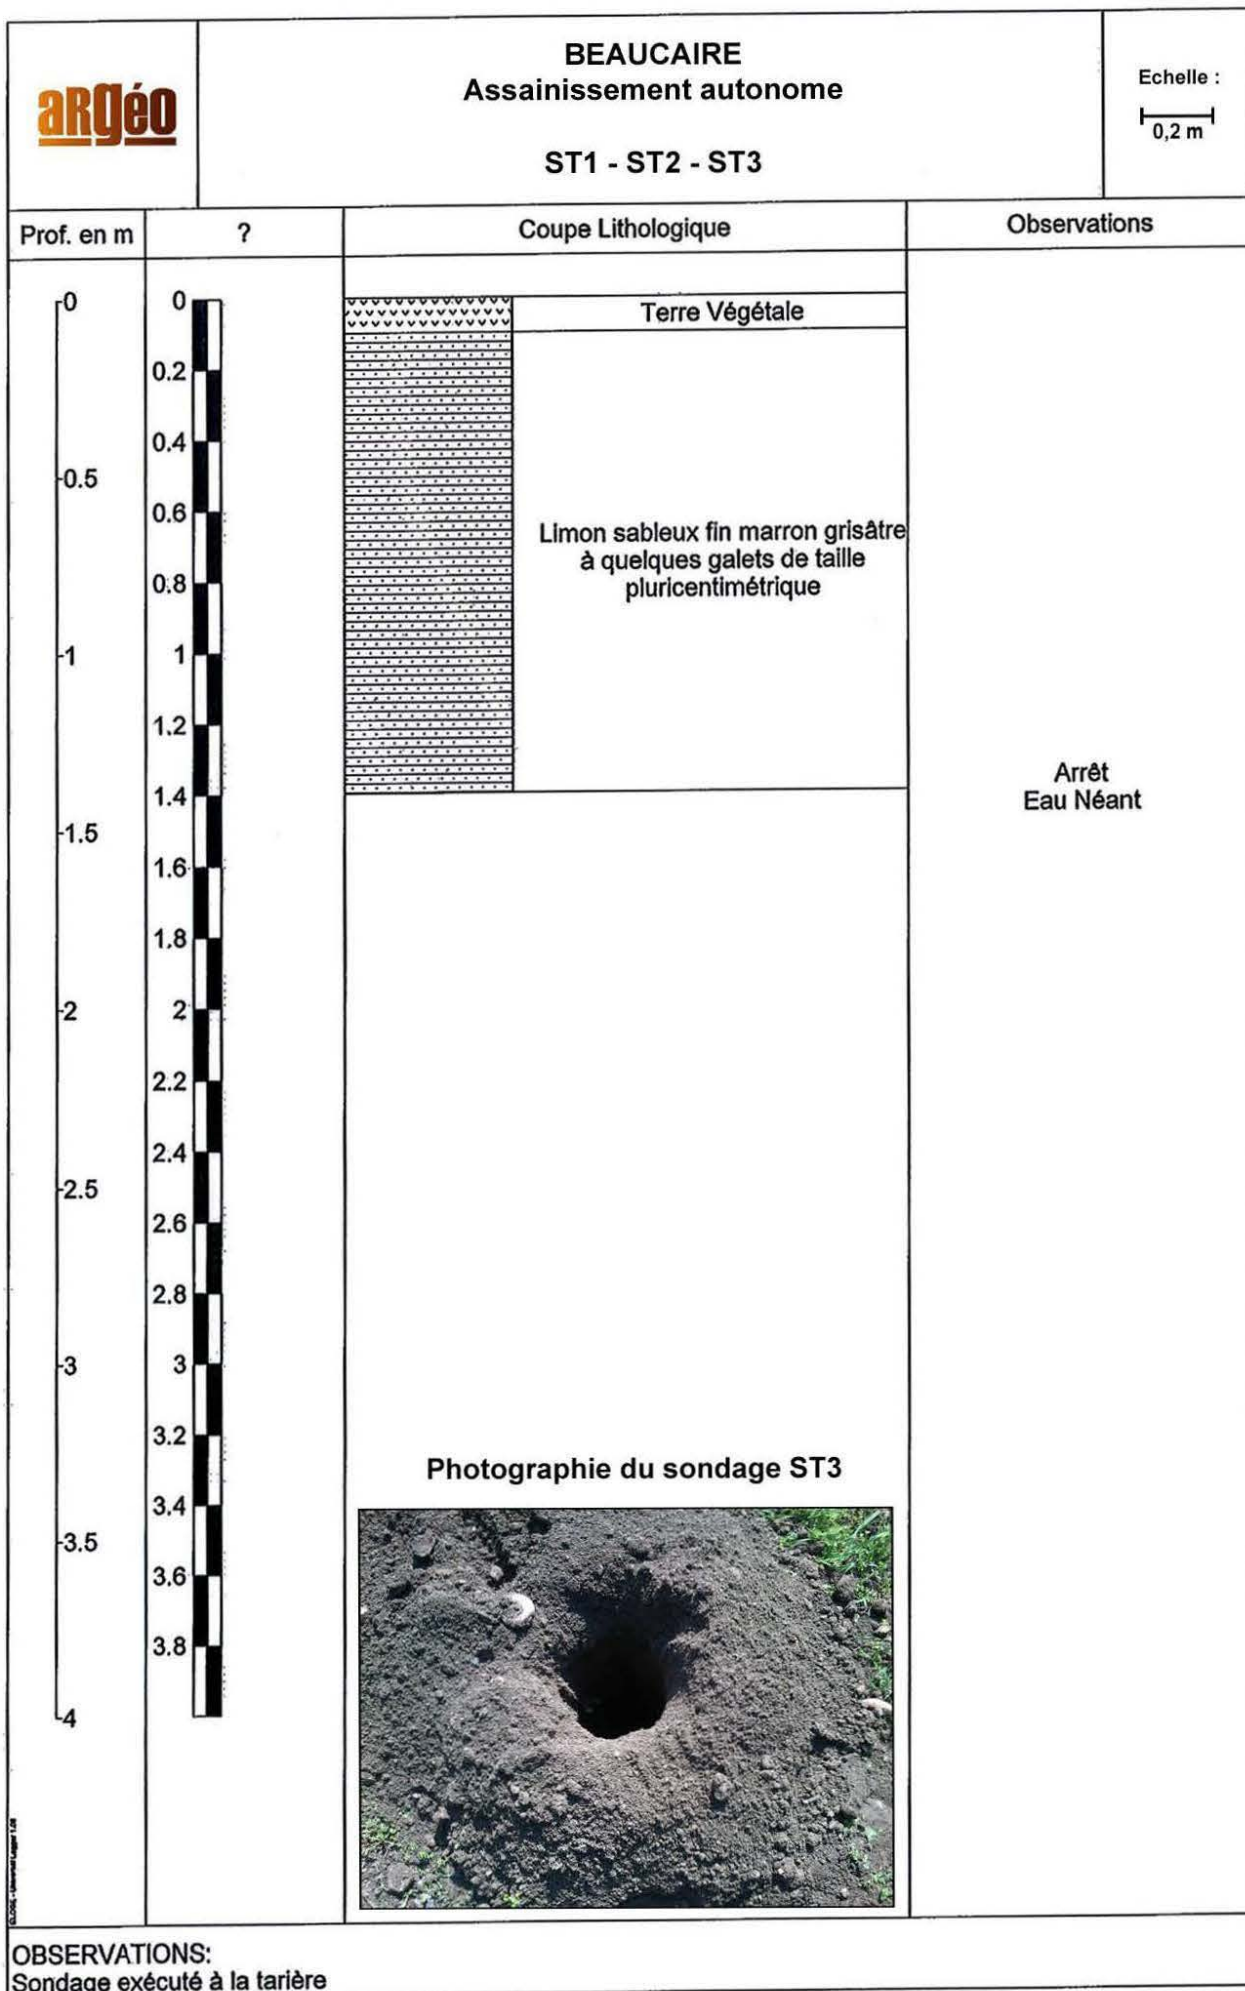 aRgéo
BEAUCAIRE
Assainissement autonome
ST1 - ST2 - ST3
Echelle :
0,2 m
Prof. en m
?
Coupe Lithologique
Observations
0
0.5
1
1.5
2
2.5
3
3.5
4
0
0.2
0.4
0.6
0.8
1
1.2
1.4
1.6
1.8
2
2.2
2.4
2.6
2.8
3
3.2
3.4
3.6
3.8
Terre Végétale
Limon sableux fin marron grisâtre
à quelques galets de taille
pluricentimétrique
Arrêt
Eau Néant
Photographie du sondage ST3
OBSERVATIONS:
Sondage exécuté à la tarière